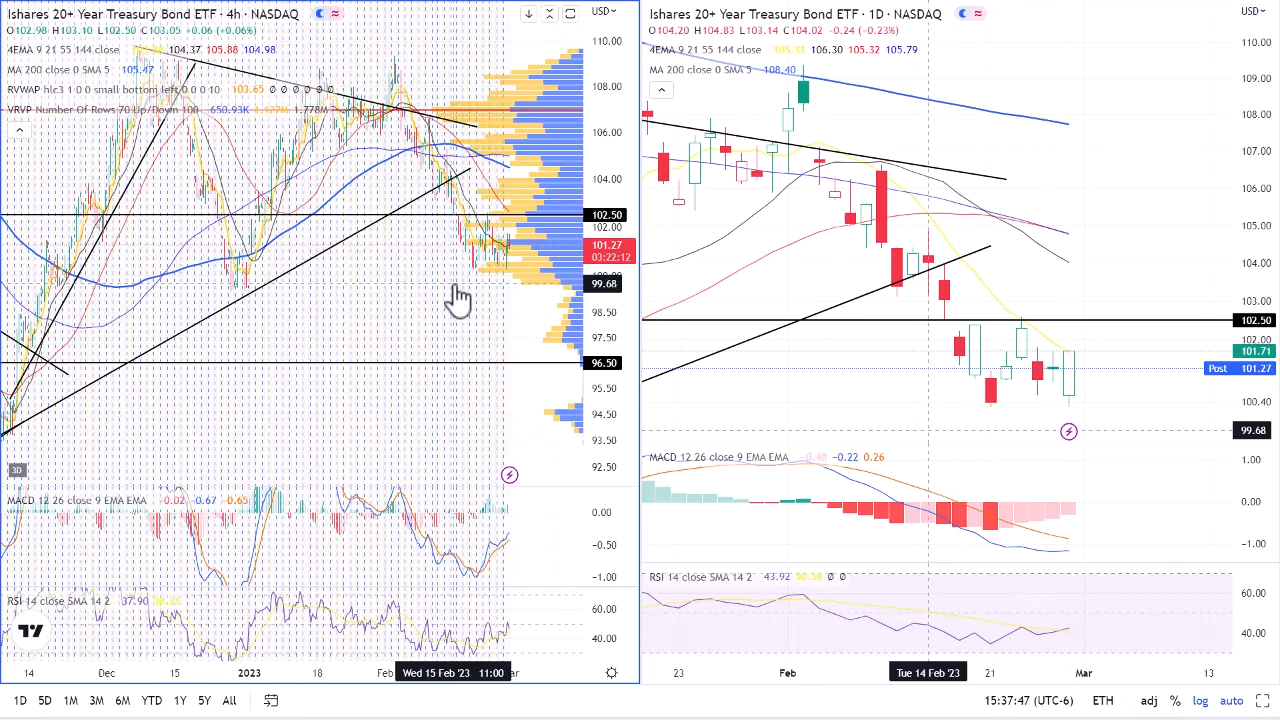 Ishares 20+ Year Treasury Bond ETF · 4h · NASDAQ
USD
O102.98 H103.10 L102.50 C103.05 +0.06 (+0.06%)
4EMA 9 21 55 144 close 104.37 105.88 104.98
MA 200 close 0 SMA 5 105.47
RVWAP hlc3 1 0 0 small bottom left 0 0 0 10 103.65 0 0 0 0 0 0
VRVP Number Of Rows 70 Up/Down 100 650.93K 1.127M 1.778M
110.00
108.00
106.00
104.00
102.50
102.00
101.27
03:22:12
99.68
98.50
97.50
96.50
95.50
94.50
93.50
92.50
3D
MACD 12 26 close 9 EMA EMA -0.02 -0.67 -0.65
0.00
-0.50
-1.00
RSI 14 close SMA 14 2 37.90
60.00
40.00
14 Dec 15 2023 18 Feb Wed 15 Feb '23 11:00
Ishares 20+ Year Treasury Bond ETF · 1D · NASDAQ
USD
O104.20 H104.83 L103.14 C104.02 -0.24 (-0.23%)
4EMA 9 21 55 144 close 105.31 106.30 105.32 105.79
MA 200 close 0 SMA 5 108.40
110.00
109.00
108.00
107.00
106.00
105.00
104.00
103.00
102.50
102.00
101.71
Post 101.27
100.40
99.68
MACD 12 26 close 9 EMA EMA -0.48 -0.22 0.26
1.00
0.00
-1.00
RSI 14 close SMA 14 2 43.92 50.56 0 0
60.00
40.00
23 Feb Tue 14 Feb '23 21 Mar 13
1D 5D 1M 3M 6M YTD 1Y 5Y All
15:37:47 (UTC-6) ETH adj % log auto